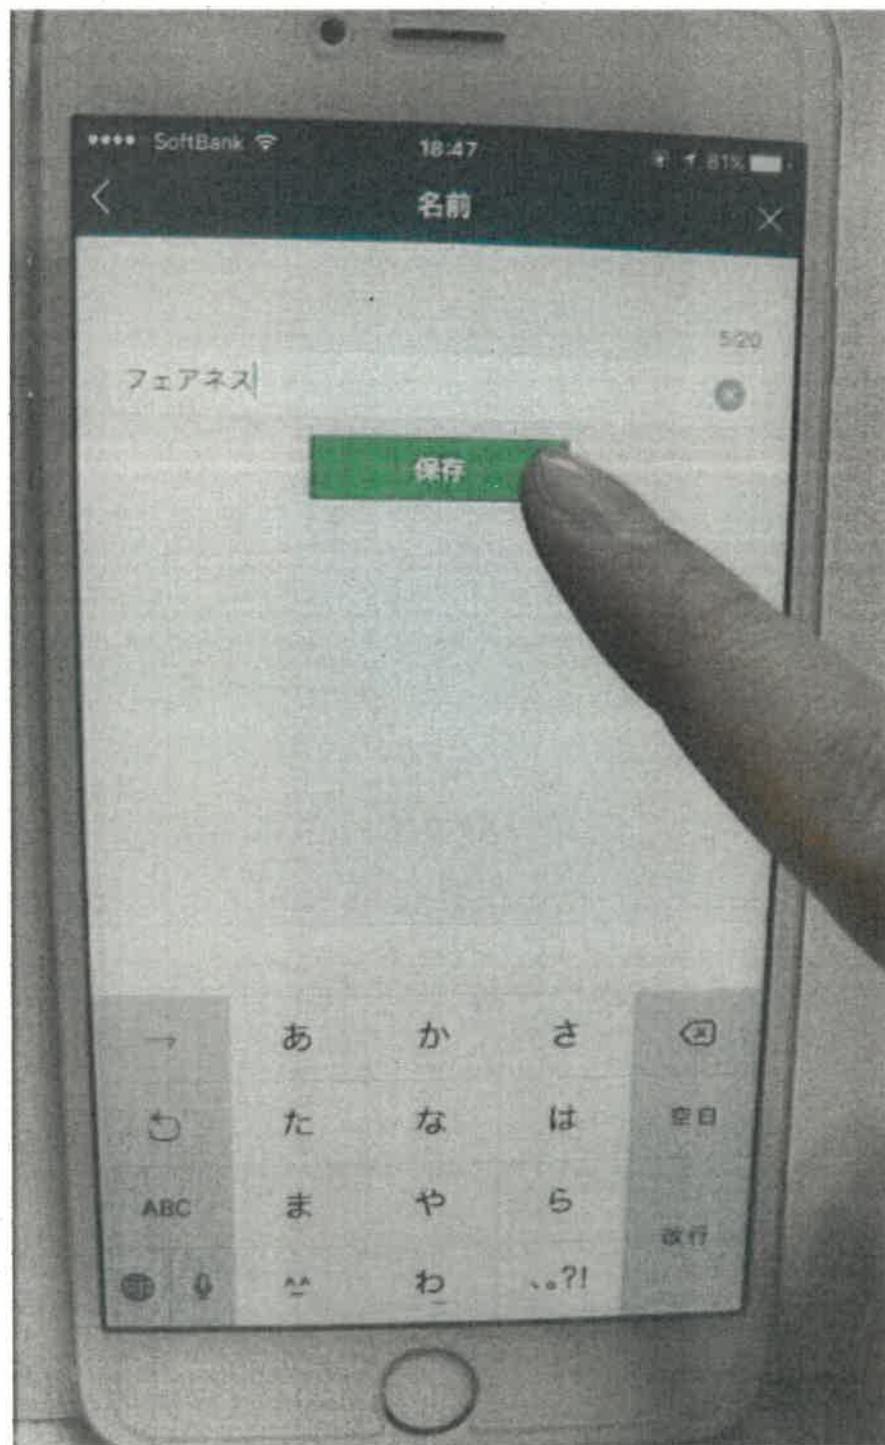 SoftBank 18:47 81%
名前
5/20
フェアネス
保存
→ あ か さ
た な は 空白
ABC ま や ら
改行
^^ わ 、。?!